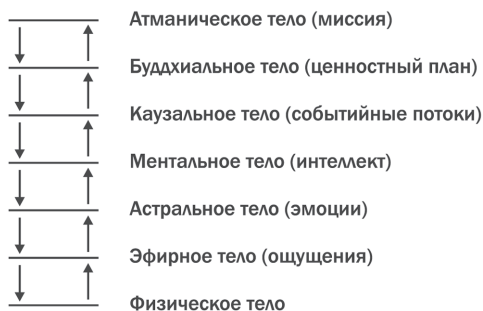 Атманическое тело (миссия)
Буддхиальное тело (ценностный план)
Каузальное тело (событийные потоки)
Ментальное тело (интеллект)
Астральное тело (эмоции)
Эфирное тело (ощущения)
Физическое тело